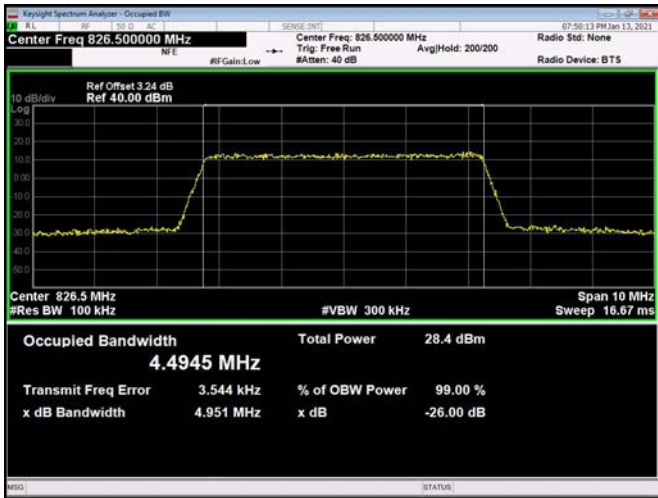 Keysight Spectrum Analyzer - Occupied BW
RL RF 50 Ω AC SENSE:INT 07:50:13 PM Jan 13, 2021
Center Freq 826.500000 MHz Center Freq: 826.500000 MHz Radio Std: None
NFE Trig: Free Run Avg|Hold: 200/200
#IFGain:Low #Atten: 40 dB Radio Device: BTS
Ref Offset 3.24 dB
10 dB/div Ref 40.00 dBm
Log
30.0
20.0
10.0
0.00
-10.0
-20.0
-30.0
-40.0
-50.0
Center 826.5 MHz Span 10 MHz
#Res BW 100 kHz #VBW 300 kHz Sweep 16.67 ms
Occupied Bandwidth Total Power 28.4 dBm
4.4945 MHz
Transmit Freq Error 3.544 kHz % of OBW Power 99.00 %
x dB Bandwidth 4.951 MHz x dB -26.00 dB
MSG STATUS